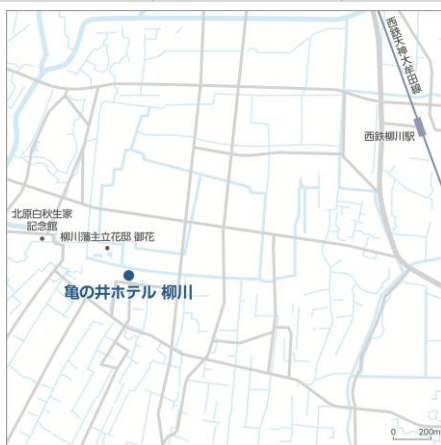 西鉄天神大牟田線
西鉄柳川駅
北原白秋生家
記念館
柳川藩主立花邸 御花
亀の井ホテル 柳川
0 200m